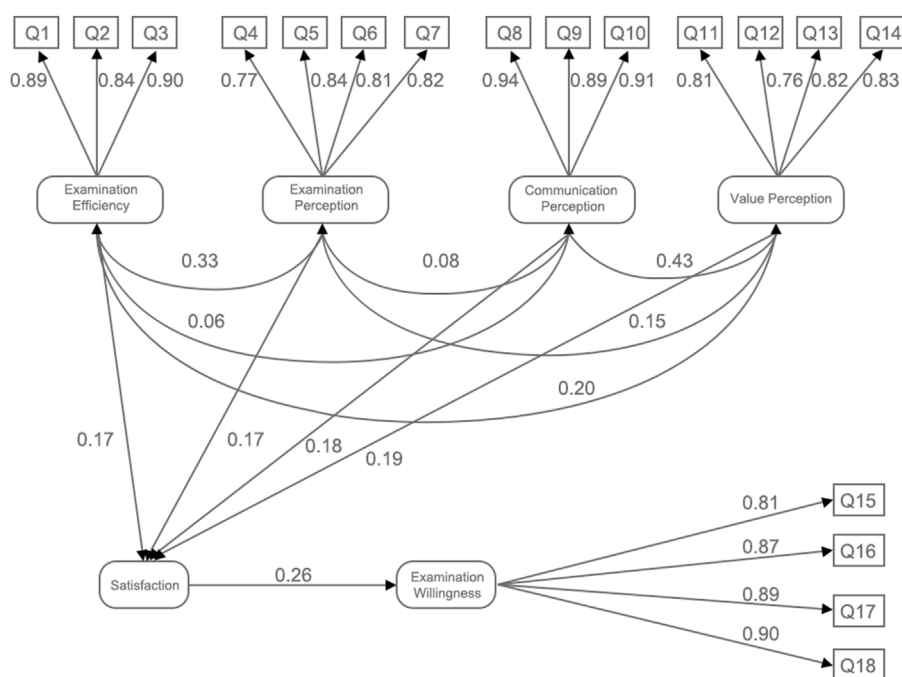 Q1 Q2 Q3 Q4 Q5 Q6 Q7 Q8 Q9 Q10 Q11 Q12 Q13 Q14
0.89 0.84 0.90 0.77 0.84 0.81 0.82 0.94 0.89 0.91 0.81 0.76 0.82 0.83
Examination
Efficiency
Examination
Perception
Communication
Perception
Value Perception
0.33 0.08 0.43
0.06 0.15
0.20
0.17 0.17 0.18 0.19
Satisfaction
0.26
Examination
Willingness
0.81 Q15
0.87 Q16
0.89 Q17
0.90 Q18